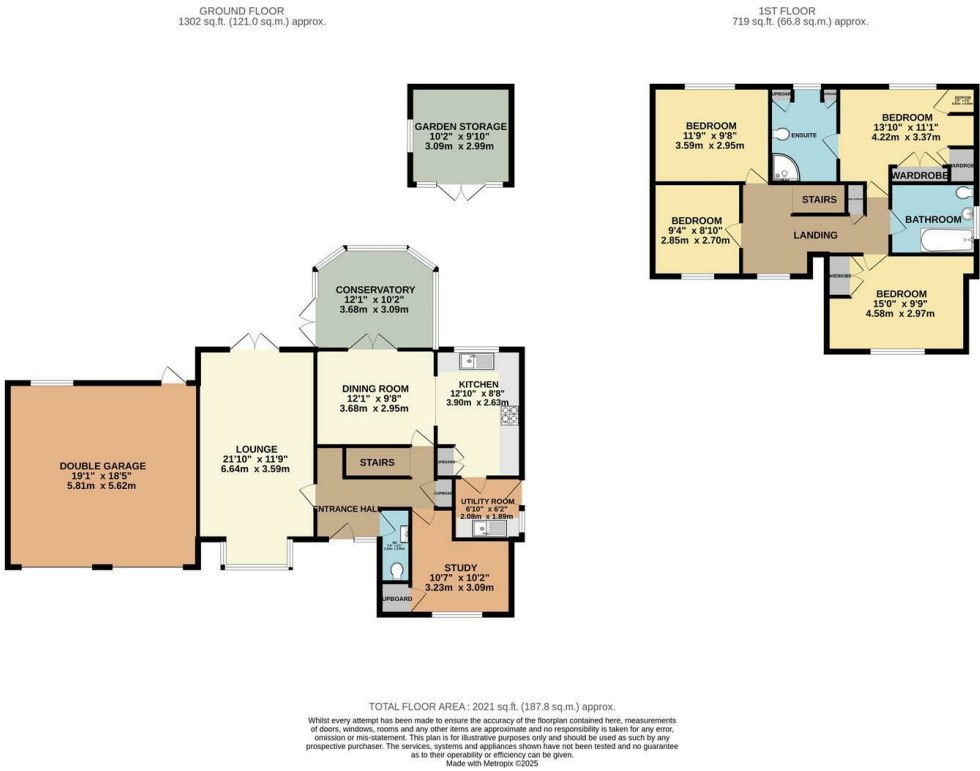 GROUND FLOOR
1302 sq.ft. (121.0 sq.m.) approx.
1ST FLOOR
719 sq.ft. (66.8 sq.m.) approx.
GARDEN STORAGE
10'2" x 9'10"
3.09m x 2.99m
CONSERVATORY
12'1" x 10'2"
3.68m x 3.09m
DINING ROOM
12'1" x 9'8"
3.68m x 2.95m
KITCHEN
12'10" x 8'8"
3.90m x 2.63m
LOUNGE
21'10" x 11'9"
6.64m x 3.59m
DOUBLE GARAGE
19'1" x 18'5"
5.81m x 5.62m
STAIRS
UPBOARD
CUPBOAR
ENTRANCE HALL
UTILITY ROOM
6'10" x 6'2"
2.08m x 1.89m
STUDY
10'7" x 10'2"
3.23m x 3.09m
UPBOARD
BEDROOM
11'9" x 9'8"
3.59m x 2.95m
UPBOAR
ENSUITE
BEDROOM
13'10" x 11'1"
4.22m x 3.37m
WARDROBE
WARDROBE
BEDROOM
9'4" x 8'10"
2.85m x 2.70m
STAIRS
LANDING
BATHROOM
WARDROBE
BEDROOM
15'0" x 9'9"
4.58m x 2.97m
TOTAL FLOOR AREA : 2021 sq.ft. (187.8 sq.m.) approx.
Whilst every attempt has been made to ensure the accuracy of the floorplan contained here, measurements
of doors, windows, rooms and any other items are approximate and no responsibility is taken for any error,
omission or mis-statement. This plan is for illustrative purposes only and should be used as such by any
prospective purchaser. The services, systems and appliances shown have not been tested and no guarantee
as to their operability or efficiency can be given.
Made with Metropix ©2025